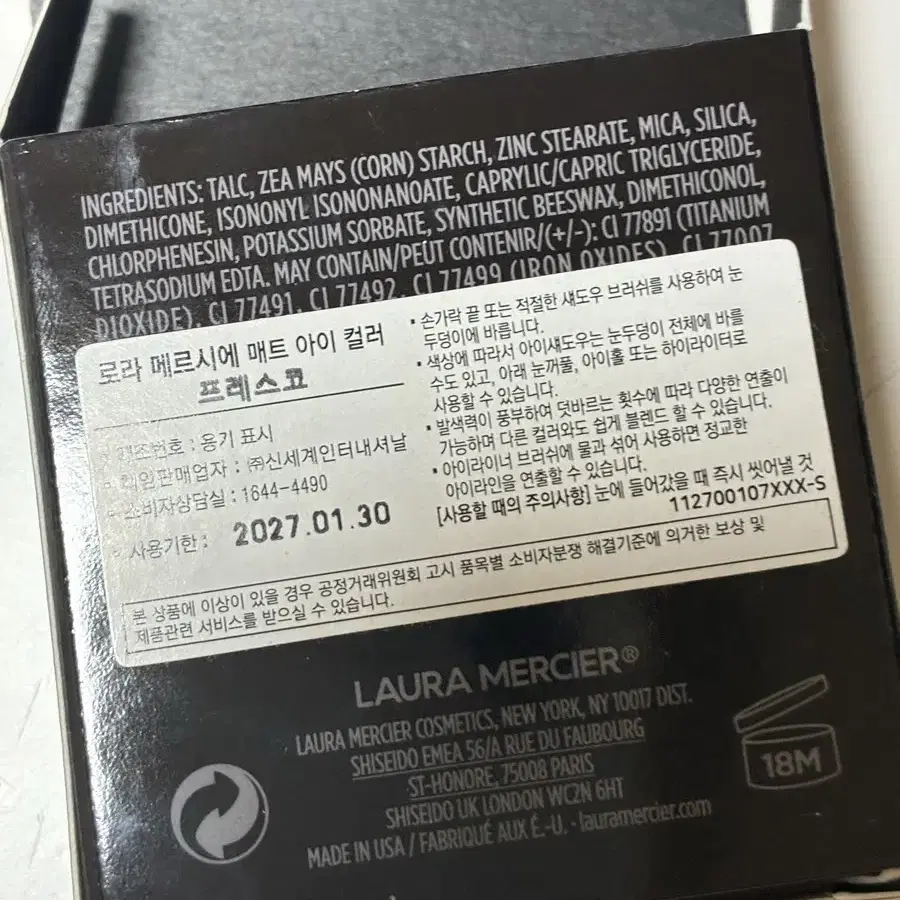 INGREDIENTS: TALC, ZEA MAYS (CORN) STARCH, ZINC STEARATE, MICA, SILICA,
DIMETHICONE, ISONONYL ISONONANOATE, CAPRYLIC/CAPRIC TRIGLYCERIDE,
CHLORPHENESIN, POTASSIUM SORBATE, SYNTHETIC BEESWAX, DIMETHICONOL,
TETRASODIUM EDTA. MAY CONTAIN/PEUT CONTENIR/(+/-): CI 77891 (TITANIUM
DIOXIDE), CI 77491, CI 77492, CI 77499 (IRON OXIDES), CI 77007
로라 메르시에 매트 아이 컬러
프레스코
제조번호 : 용기 표시
책임판매업자 : ㈜신세계인터내셔날
소비자상담실 : 1644-4490
사용기한 : 2027.01.30
• 손가락 끝 또는 적절한 섀도우 브러쉬를 사용하여 눈
두덩이에 바릅니다.
• 색상에 따라서 아이섀도우는 눈두덩이 전체에 바를
수도 있고, 아래 눈꺼풀, 아이홀 또는 하이라이터로
사용할 수 있습니다.
• 발색력이 풍부하여 덧바르는 횟수에 따라 다양한 연출이
가능하며 다른 컬러와도 쉽게 블렌드 할 수 있습니다.
• 아이라이너 브러쉬에 물과 섞어 사용하면 정교한
아이라인을 연출할 수 있습니다.
[사용할 때의 주의사항] 눈에 들어갔을 때 즉시 씻어낼 것
112700107XXX-S
본 상품에 이상이 있을 경우 공정거래위원회 고시 품목별 소비자분쟁 해결기준에 의거한 보상 및
제품관련 서비스를 받으실 수 있습니다.
LAURA MERCIER®
LAURA MERCIER COSMETICS, NEW YORK, NY 10017 DIST.
SHISEIDO EMEA 56/A RUE DU FAUBOURG
ST-HONORE, 75008 PARIS
SHISEIDO UK LONDON WC2N 6HT
MADE IN USA / FABRIQUÉ AUX É.-U. - lauramercier.com
18M